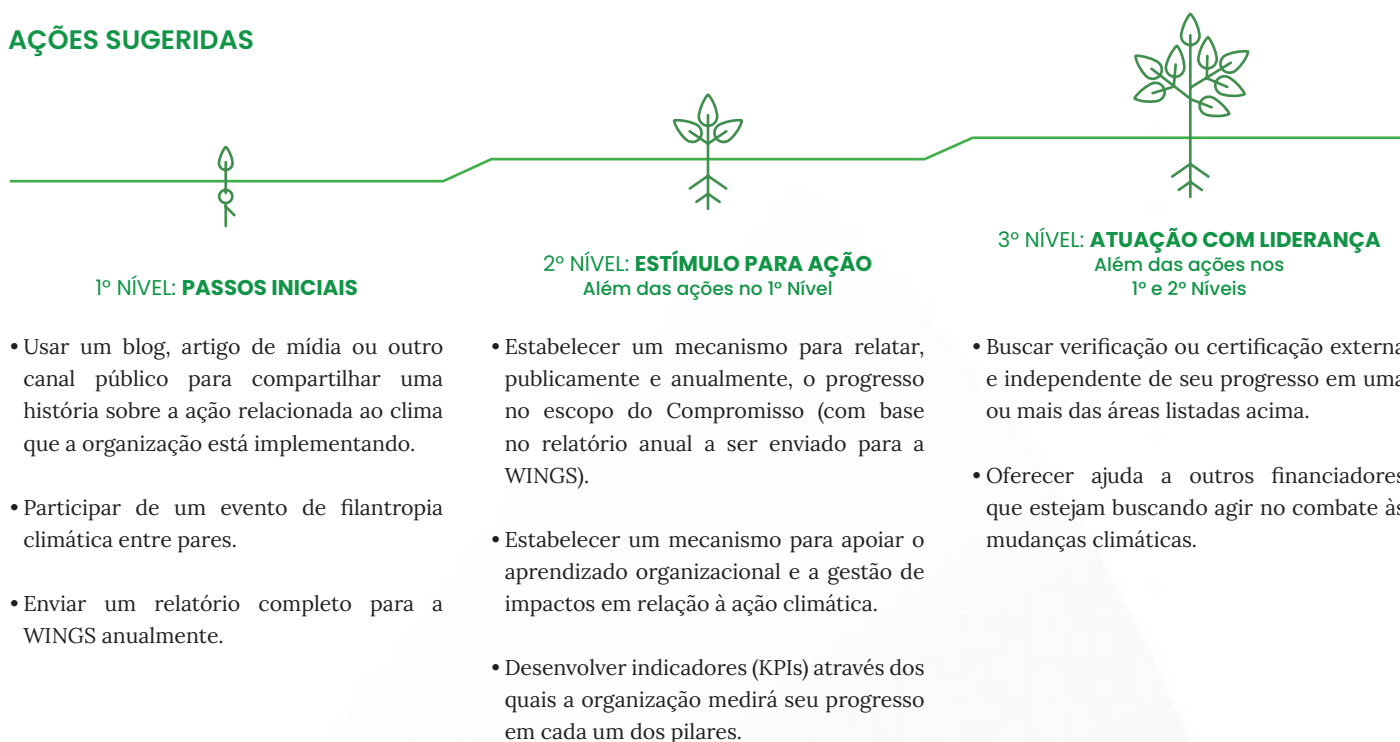 AÇÕES SUGERIDAS
1º NÍVEL: PASSOS INICIAIS
• Usar um blog, artigo de mídia ou outro
canal público para compartilhar uma
história sobre a ação relacionada ao clima
que a organização está implementando.
• Participar de um evento de filantropia
climática entre pares.
• Enviar um relatório completo para a
WINGS anualmente.
2º NÍVEL: ESTÍMULO PARA AÇÃO
Além das ações no 1º Nível
• Estabelecer um mecanismo para relatar,
publicamente e anualmente, o progresso
no escopo do Compromisso (com base
no relatório anual a ser enviado para a
WINGS).
• Estabelecer um mecanismo para apoiar o
aprendizado organizacional e a gestão de
impactos em relação à ação climática.
• Desenvolver indicadores (KPIs) através dos
quais a organização medirá seu progresso
em cada um dos pilares.
3º NÍVEL: ATUAÇÃO COM LIDERANÇA
Além das ações nos
1º e 2º Níveis
• Buscar verificação ou certificação externa
e independente de seu progresso em uma
ou mais das áreas listadas acima.
• Oferecer ajuda a outros financiadores
que estejam buscando agir no combate às
mudanças climáticas.